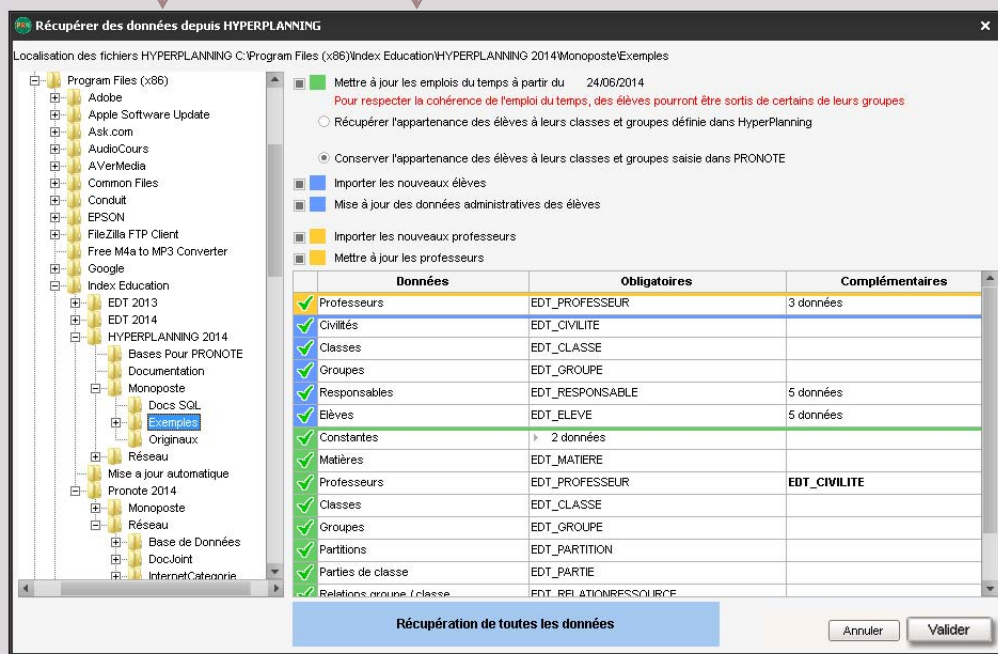 PRN Récupérer des données depuis HYPERPLANNING
Localisation des fichiers HYPERPLANNING C:\Program Files (x86)\Index Education\HYPERPLANNING 2014\Monoposte\Exemples
Program Files (x86)
Adobe
Apple Software Update
Ask.com
AudioCours
AVerMedia
Common Files
Conduit
EPSON
FileZilla FTP Client
Free M4a to MP3 Converter
Google
Index Education
EDT 2013
EDT 2014
HYPERPLANNING 2014
Bases Pour PRONOTE
Documentation
Monoposte
Docs SQL
Exemples
Originaux
Réseau
Mise a jour automatique
Pronote 2014
Monoposte
Réseau
Base de Données
DocJoint
InternetCategorie
Mettre à jour les emplois du temps à partir du 24/06/2014
Pour respecter la cohérence de l'emploi du temps, des élèves pourront être sortis de certains de leurs groupes
Récupérer l'appartenance des élèves à leurs classes et groupes définie dans HyperPlanning
Conserver l'appartenance des élèves à leurs classes et groupes saisie dans PRONOTE
Importer les nouveaux élèves
Mise à jour des données administratives des élèves
Importer les nouveaux professeurs
Mettre à jour les professeurs
Données Obligatoires Complémentaires
Professeurs EDT_PROFESSEUR 3 données
Civilités EDT_CIVILITE
Classes EDT_CLASSE
Groupes EDT_GROUPE
Responsables EDT_RESPONSABLE 5 données
Elèves EDT_ELEVE 5 données
Constantes 2 données
Matières EDT_MATIERE
Professeurs EDT_PROFESSEUR EDT_CIVILITE
Classes EDT_CLASSE
Groupes EDT_GROUPE
Partitions EDT_PARTITION
Parties de classe EDT_PARTIE
Relations groupe / classe EDT_RELATIONRESSOURCE
Récupération de toutes les données
Annuler Valider